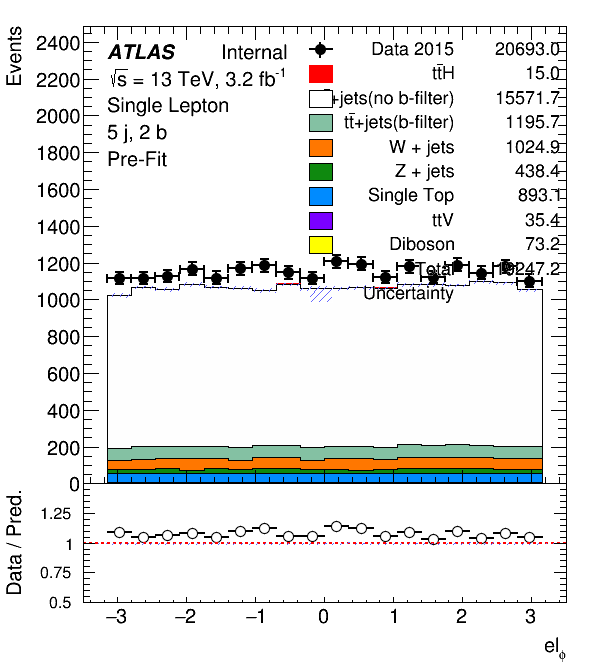 ATLAS Internal
√s = 13 TeV, 3.2 fb⁻¹
Single Lepton
5 j, 2 b
Pre-Fit
Data 2015 20693.0
tt̄H 15.0
+jets(no b-filter) 15571.7
tt̄+jets(b-filter) 1195.7
W + jets 1024.9
Z + jets 438.4
Single Top 893.1
ttV 35.4
Diboson 73.2
Total 19247.2
Uncertainty
Events
2400
2200
2000
1800
1600
1400
1200
1000
800
600
400
200
0
Data / Pred.
1.25
1
0.75
0.5
−3 −2 −1 0 1 2 3
el_ϕ